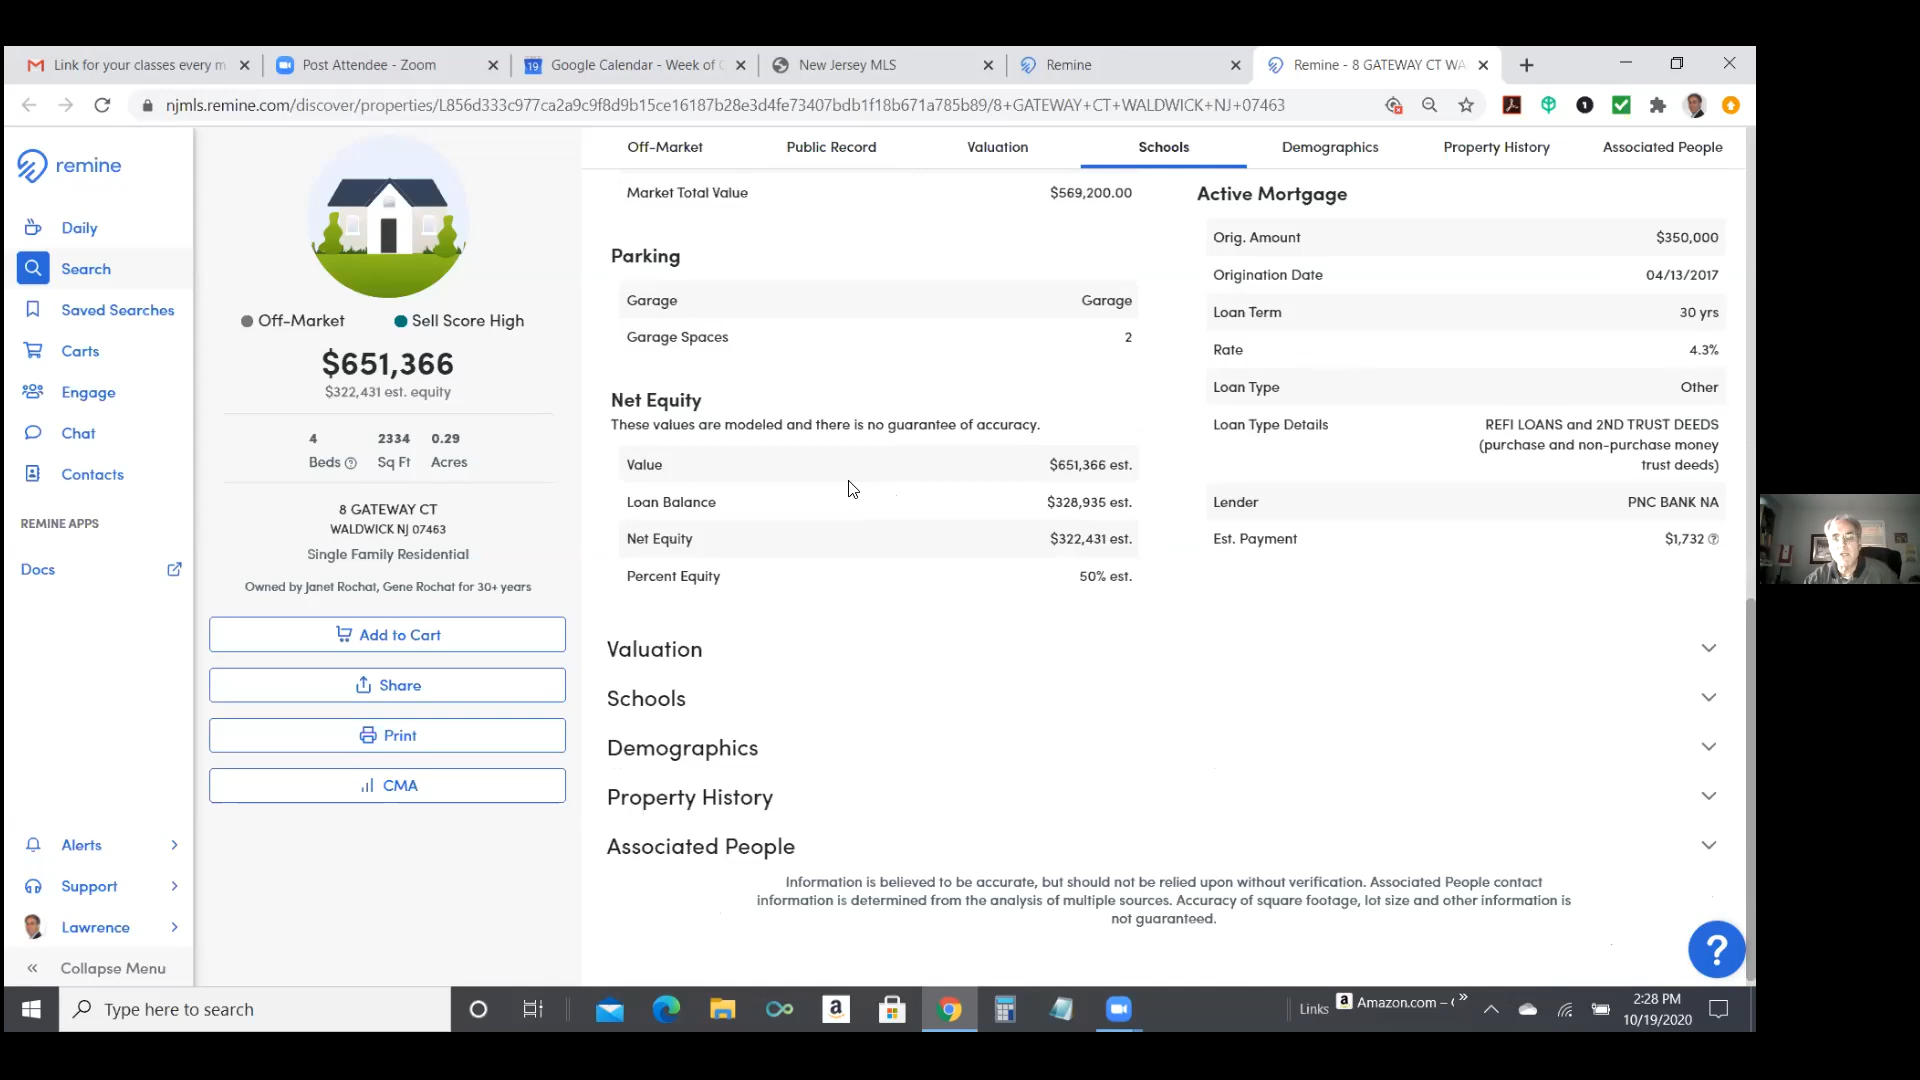 Link for your classes every m
Post Attendee - Zoom
Google Calendar - Week of
New Jersey MLS
Remine
Remine - 8 GATEWAY CT WA
njmls.remine.com/discover/properties/L856d333c977ca2a9c9f8d9b15ce16187b28e3d4fe73407bdb1f18b671a785b89/8+GATEWAY+CT+WALDWICK+NJ+07463
remine
Daily
Search
Saved Searches
Carts
Engage
Chat
Contacts
REMINE APPS
Docs
Alerts
Support
Lawrence
Collapse Menu
Off-Market
Sell Score High
$651,366
$322,431 est. equity
4 2334 0.29
Beds Sq Ft Acres
8 GATEWAY CT
WALDWICK NJ 07463
Single Family Residential
Owned by Janet Rochat, Gene Rochat for 30+ years
Add to Cart
Share
Print
CMA
Off-Market Public Record Valuation Schools Demographics Property History Associated People
Market Total Value $569,200.00
Parking
Garage Garage
Garage Spaces 2
Net Equity
These values are modeled and there is no guarantee of accuracy.
Value $651,366 est.
Loan Balance $328,935 est.
Net Equity $322,431 est.
Percent Equity 50% est.
Active Mortgage
Orig. Amount $350,000
Origination Date 04/13/2017
Loan Term 30 yrs
Rate 4.3%
Loan Type Other
Loan Type Details REFI LOANS and 2ND TRUST DEEDS
(purchase and non-purchase money
trust deeds)
Lender PNC BANK NA
Est. Payment $1,732
Valuation
Schools
Demographics
Property History
Associated People
Information is believed to be accurate, but should not be relied upon without verification. Associated People contact
information is determined from the analysis of multiple sources. Accuracy of square footage, lot size and other information is
not guaranteed.
?
Type here to search
Links
Amazon.com –
2:28 PM
10/19/2020